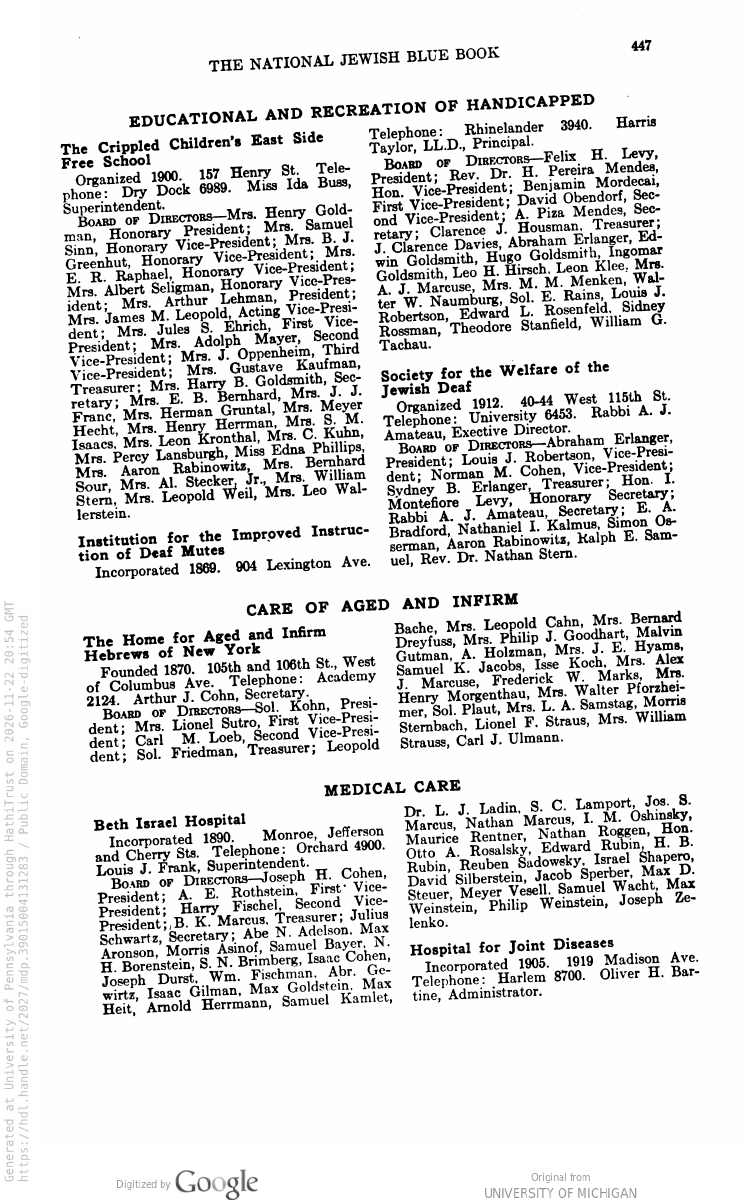 THE NATIONAL JEWISH BLUE BOOK
447
EDUCATIONAL AND RECREATION OF HANDICAPPED
The Crippled Children's East Side
Free School
Organized 1900. 157 Henry St. Tele-
phone: Dry Dock 6989. Miss Ida Buss,
Superintendent.
BOARD OF DIRECTORS—Mrs. Henry Gold-
man, Honorary President; Mrs. Samuel
Sinn, Honorary Vice-President; Mrs. B. J.
Greenhut, Honorary Vice-President; Mrs.
E. R. Raphael, Honorary Vice-President;
Mrs. Albert Seligman, Honorary Vice-Pres-
ident; Mrs. Arthur Lehman, President;
Mrs. James M. Leopold, Acting Vice-Presi-
dent; Mrs. Jules S. Ehrich, First Vice-
President; Mrs. Adolph Mayer, Second
Vice-President; Mrs. J. Oppenheim, Third
Vice-President; Mrs. Gustave Kaufman,
Treasurer; Mrs. Harry B. Goldsmith, Sec-
retary; Mrs. E. B. Bernhard, Mrs. J. J.
Franc, Mrs. Herman Gruntal, Mrs. Meyer
Hecht, Mrs. Henry Herrman, Mrs. S. M.
Isaacs, Mrs. Leon Kronthal, Mrs. C. Kuhn,
Mrs. Percy Lansburgh, Miss Edna Phillips,
Mrs. Aaron Rabinowitz, Mrs. Bernhard
Sour, Mrs. Al. Stecker, Jr., Mrs. William
Stern, Mrs. Leopold Weil, Mrs. Leo Wal-
lerstein.
Institution for the Improved Instruc-
tion of Deaf Mutes
Incorporated 1869. 904 Lexington Ave.
Telephone: Rhinelander 3940. Harris
Taylor, LL.D., Principal.
BOARD OF DIRECTORS—Felix H. Levy,
President; Rev. Dr. H. Pereira Mendes,
Hon. Vice-President; Benjamin Mordecai,
First Vice-President; David Obendorf, Sec-
ond Vice-President; A. Piza Mendes, Sec-
retary; Clarence J. Housman, Treasurer;
J. Clarence Davies, Abraham Erlanger, Ed-
win Goldsmith, Hugo Goldsmith, Ingomar
Goldsmith, Leo H. Hirsch, Leon Klee, Mrs.
A. J. Marcuse, Mrs. M. M. Menken, Wal-
ter W. Naumburg, Sol. E. Rains, Louis J.
Robertson, Edward L. Rosenfeld, Sidney
Rossman, Theodore Stanfield, William G.
Tachau.
Society for the Welfare of the
Jewish Deaf
Organized 1912. 40-44 West 115th St.
Telephone: University 6453. Rabbi A. J.
Amateau, Exective Director.
BOARD OF DIRECTORS—Abraham Erlanger,
President; Louis J. Robertson, Vice-Presi-
dent; Norman M. Cohen, Vice-President;
Sydney B. Erlanger, Treasurer; Hon. I.
Montefiore Levy, Honorary Secretary;
Rabbi A. J. Amateau, Secretary; E. A.
Bradford, Nathaniel I. Kalmus, Simon Os-
serman, Aaron Rabinowitz, Ralph E. Sam-
uel, Rev. Dr. Nathan Stern.
CARE OF AGED AND INFIRM
The Home for Aged and Infirm
Hebrews of New York
Founded 1870. 105th and 106th St., West
of Columbus Ave. Telephone: Academy
2124. Arthur J. Cohn, Secretary.
BOARD OF DIRECTORS—Sol. Kohn, Presi-
dent; Mrs. Lionel Sutro, First Vice-Presi-
dent; Carl M. Loeb, Second Vice-Presi-
dent; Sol. Friedman, Treasurer; Leopold
Bache, Mrs. Leopold Cahn, Mrs. Bernard
Dreyfuss, Mrs. Philip J. Goodhart, Malvin
Gutman, A. Holzman, Mrs. J. E. Hyams,
Samuel K. Jacobs, Isse Koch, Mrs. Alex
J. Marcuse, Frederick W. Marks, Mrs.
Henry Morgenthau, Mrs. Walter Pforzhei-
mer, Sol. Plaut, Mrs. L. A. Samstag, Morris
Sternbach, Lionel F. Straus, Mrs. William
Strauss, Carl J. Ulmann.
MEDICAL CARE
Beth Israel Hospital
Incorporated 1890. Monroe, Jefferson
and Cherry Sts. Telephone: Orchard 4900.
Louis J. Frank, Superintendent.
BOARD OF DIRECTORS—Joseph H. Cohen,
President; A. E. Rothstein, First Vice-
President; Harry Fischel, Second Vice-
President; B. K. Marcus, Treasurer; Julius
Schwartz, Secretary; Abe N. Adelson, Max
Aronson, Morris Asinof, Samuel Bayer, N.
H. Borenstein, S. N. Brimberg, Isaac Cohen,
Joseph Durst, Wm. Fischman, Abr. Ge-
wirtz, Isaac Gilman, Max Goldstein, Max
Heit, Arnold Herrmann, Samuel Kamlet,
Dr. L. J. Ladin, S. C. Lamport, Jos. S.
Marcus, Nathan Marcus, I. M. Oshinsky,
Maurice Rentner, Nathan Roggen, Hon.
Otto A. Rosalsky, Edward Rubin, H. B.
Rubin, Reuben Sadowsky, Israel Shapero,
David Silberstein, Jacob Sperber, Max D.
Steuer, Meyer Vesell, Samuel Wacht, Max
Weinstein, Philip Weinstein, Joseph Ze-
lenko.
Hospital for Joint Diseases
Incorporated 1905. 1919 Madison Ave.
Telephone: Harlem 8700. Oliver H. Bar-
tine, Administrator.
Generated at University of Pennsylvania through HathiTrust on 2026-11-22 20:54 GMT
https://hdl.handle.net/2027/mdp.39015004131283 / Public Domain, Google-digitized
Digitized by Google
Original from
UNIVERSITY OF MICHIGAN